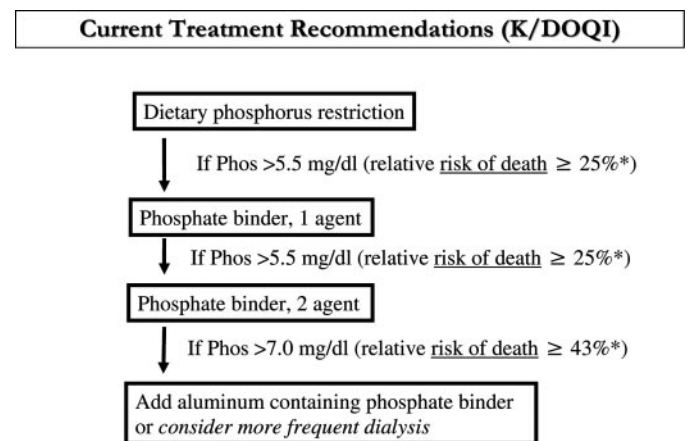 Current Treatment Recommendations (K/DOQI)
Dietary phosphorus restriction
If Phos >5.5 mg/dl (relative risk of death ≥ 25%*)
Phosphate binder, 1 agent
If Phos >5.5 mg/dl (relative risk of death ≥ 25%*)
Phosphate binder, 2 agent
If Phos >7.0 mg/dl (relative risk of death ≥ 43%*)
Add aluminum containing phosphate binder
or consider more frequent dialysis